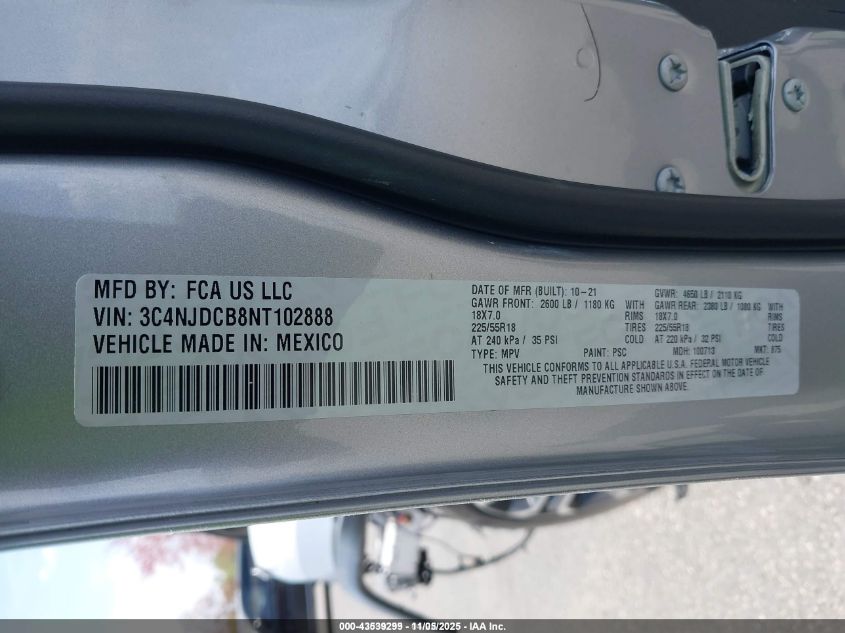 MFD BY: FCA US LLC
VIN: 3C4NJDCB8NT102888
VEHICLE MADE IN: MEXICO
DATE OF MFR (BUILT): 10-21 GVWR: 4650 LB / 2110 KG
GAWR FRONT: 2600 LB / 1180 KG WITH GAWR REAR: 2380 LB / 1080 KG WITH
18X7.0 RIMS 18X7.0 RIMS
225/55R18 TIRES 225/55R18 TIRES
AT 240 kPa / 35 PSI COLD AT 220 kPa / 32 PSI COLD
TYPE: MPV PAINT: PSC MDH: 100713 MKT: 875
THIS VEHICLE CONFORMS TO ALL APPLICABLE U.S.A. FEDERAL MOTOR VEHICLE
SAFETY AND THEFT PREVENTION STANDARDS IN EFFECT ON THE DATE OF
MANUFACTURE SHOWN ABOVE.
000-43539299 - 11/05/2025 - IAA Inc.